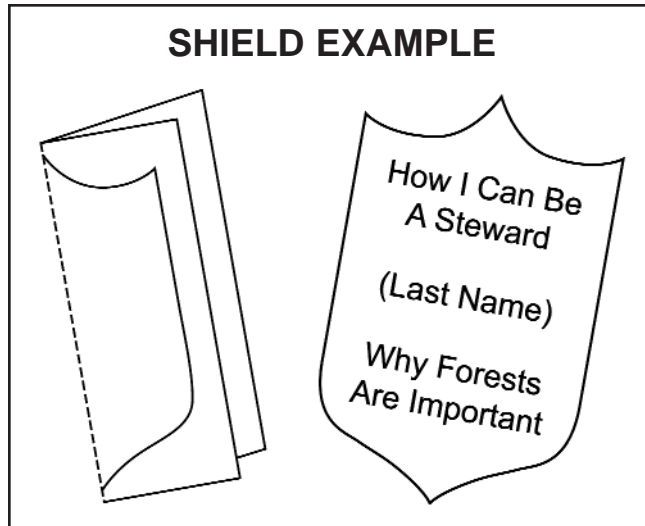 SHIELD EXAMPLE
How I Can Be
A Steward
(Last Name)
Why Forests
Are Important